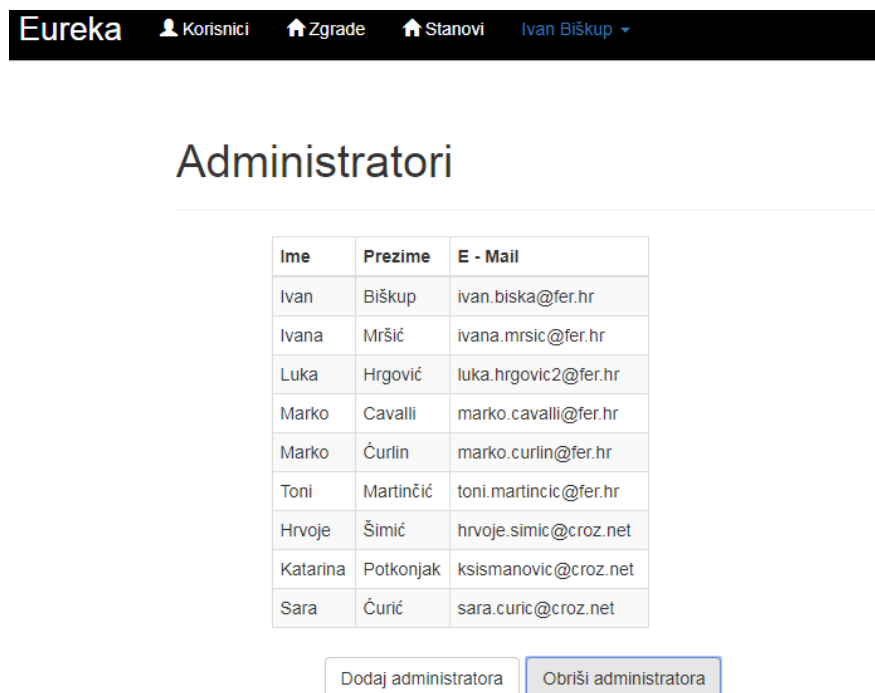 Eureka Korisnici Zgrade Stanovi Ivan Biškup
Administratori
Ime Prezime E - Mail
Ivan Biškup ivan.biska@fer.hr
Ivana Mršić ivana.mrsic@fer.hr
Luka Hrgović luka.hrgovic2@fer.hr
Marko Cavalli marko.cavalli@fer.hr
Marko Ćurlin marko.curlin@fer.hr
Toni Martinčić toni.martincic@fer.hr
Hrvoje Šimić hrvoje.simic@croz.net
Katarina Potkonjak ksismanovic@croz.net
Sara Ćurić sara.curic@croz.net
Dodaj administratora Obriši administratora